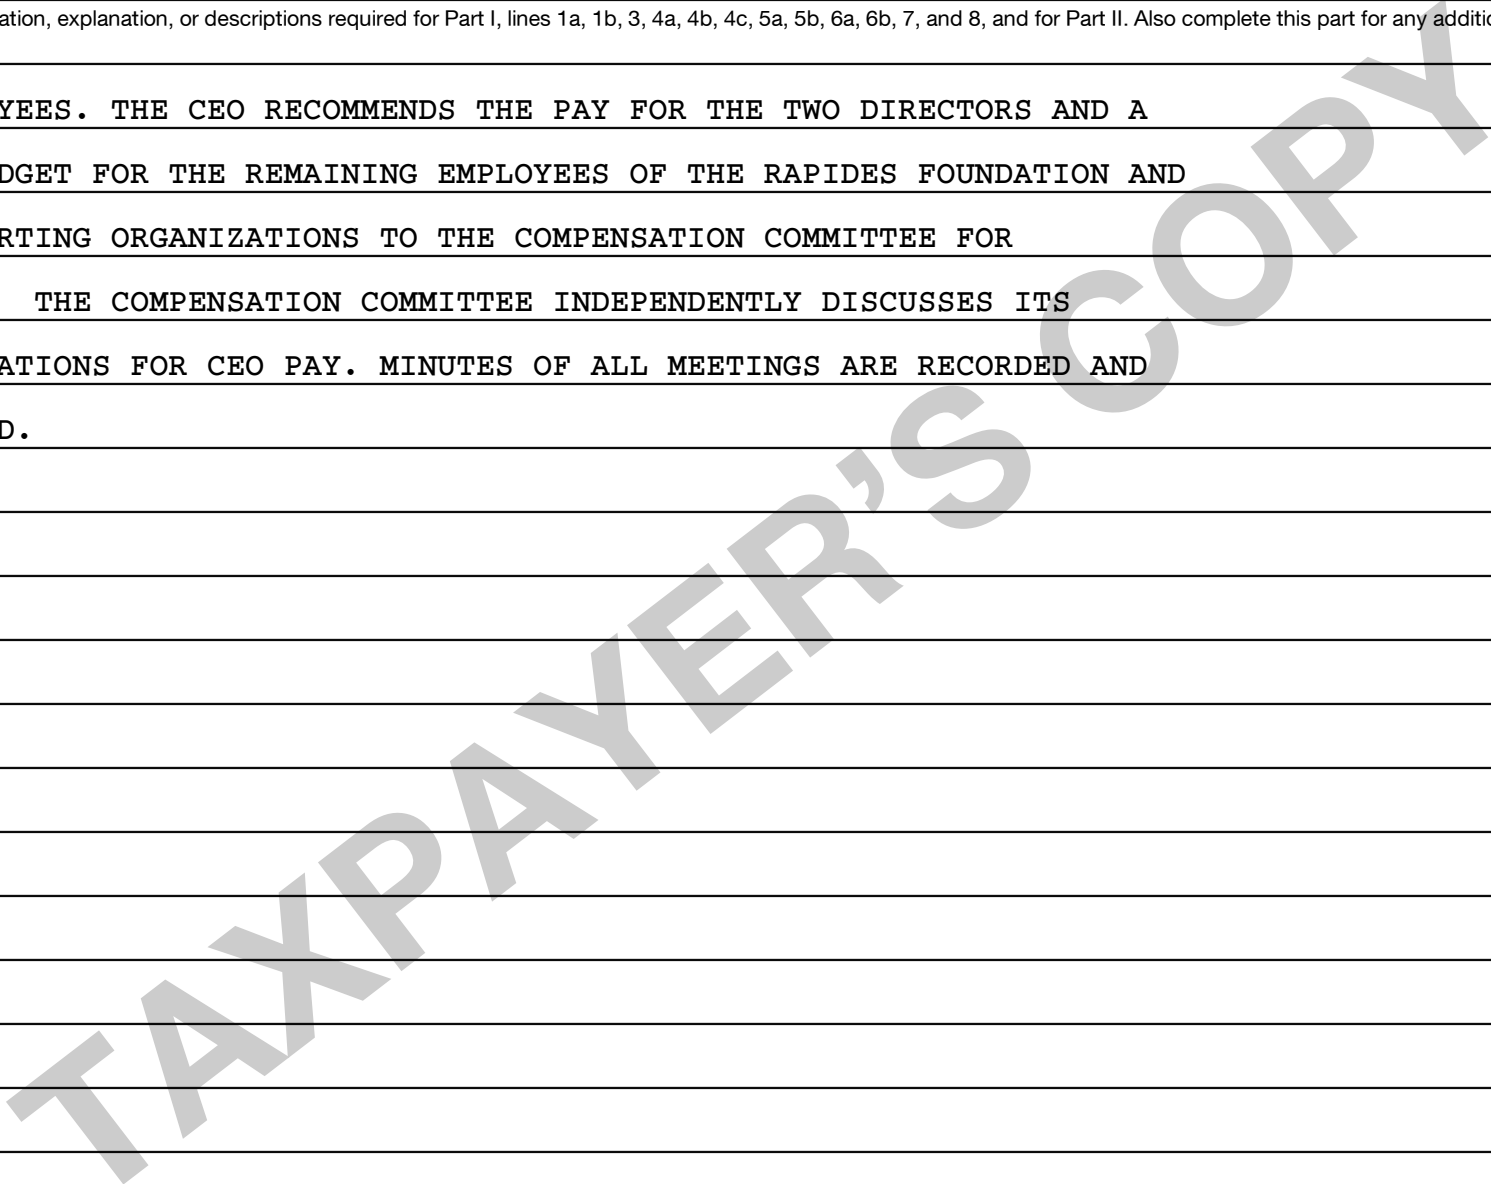 ation, explanation, or descriptions required for Part I, lines 1a, 1b, 3, 4a, 4b, 4c, 5a, 5b, 6a, 6b, 7, and 8, and for Part II. Also complete this part for any additio
YEES. THE CEO RECOMMENDS THE PAY FOR THE TWO DIRECTORS AND A
DGET FOR THE REMAINING EMPLOYEES OF THE RAPIDES FOUNDATION AND
RTING ORGANIZATIONS TO THE COMPENSATION COMMITTEE FOR
THE COMPENSATION COMMITTEE INDEPENDENTLY DISCUSSES ITS
ATIONS FOR CEO PAY. MINUTES OF ALL MEETINGS ARE RECORDED AND
D.
TAXPAYER'S COPY